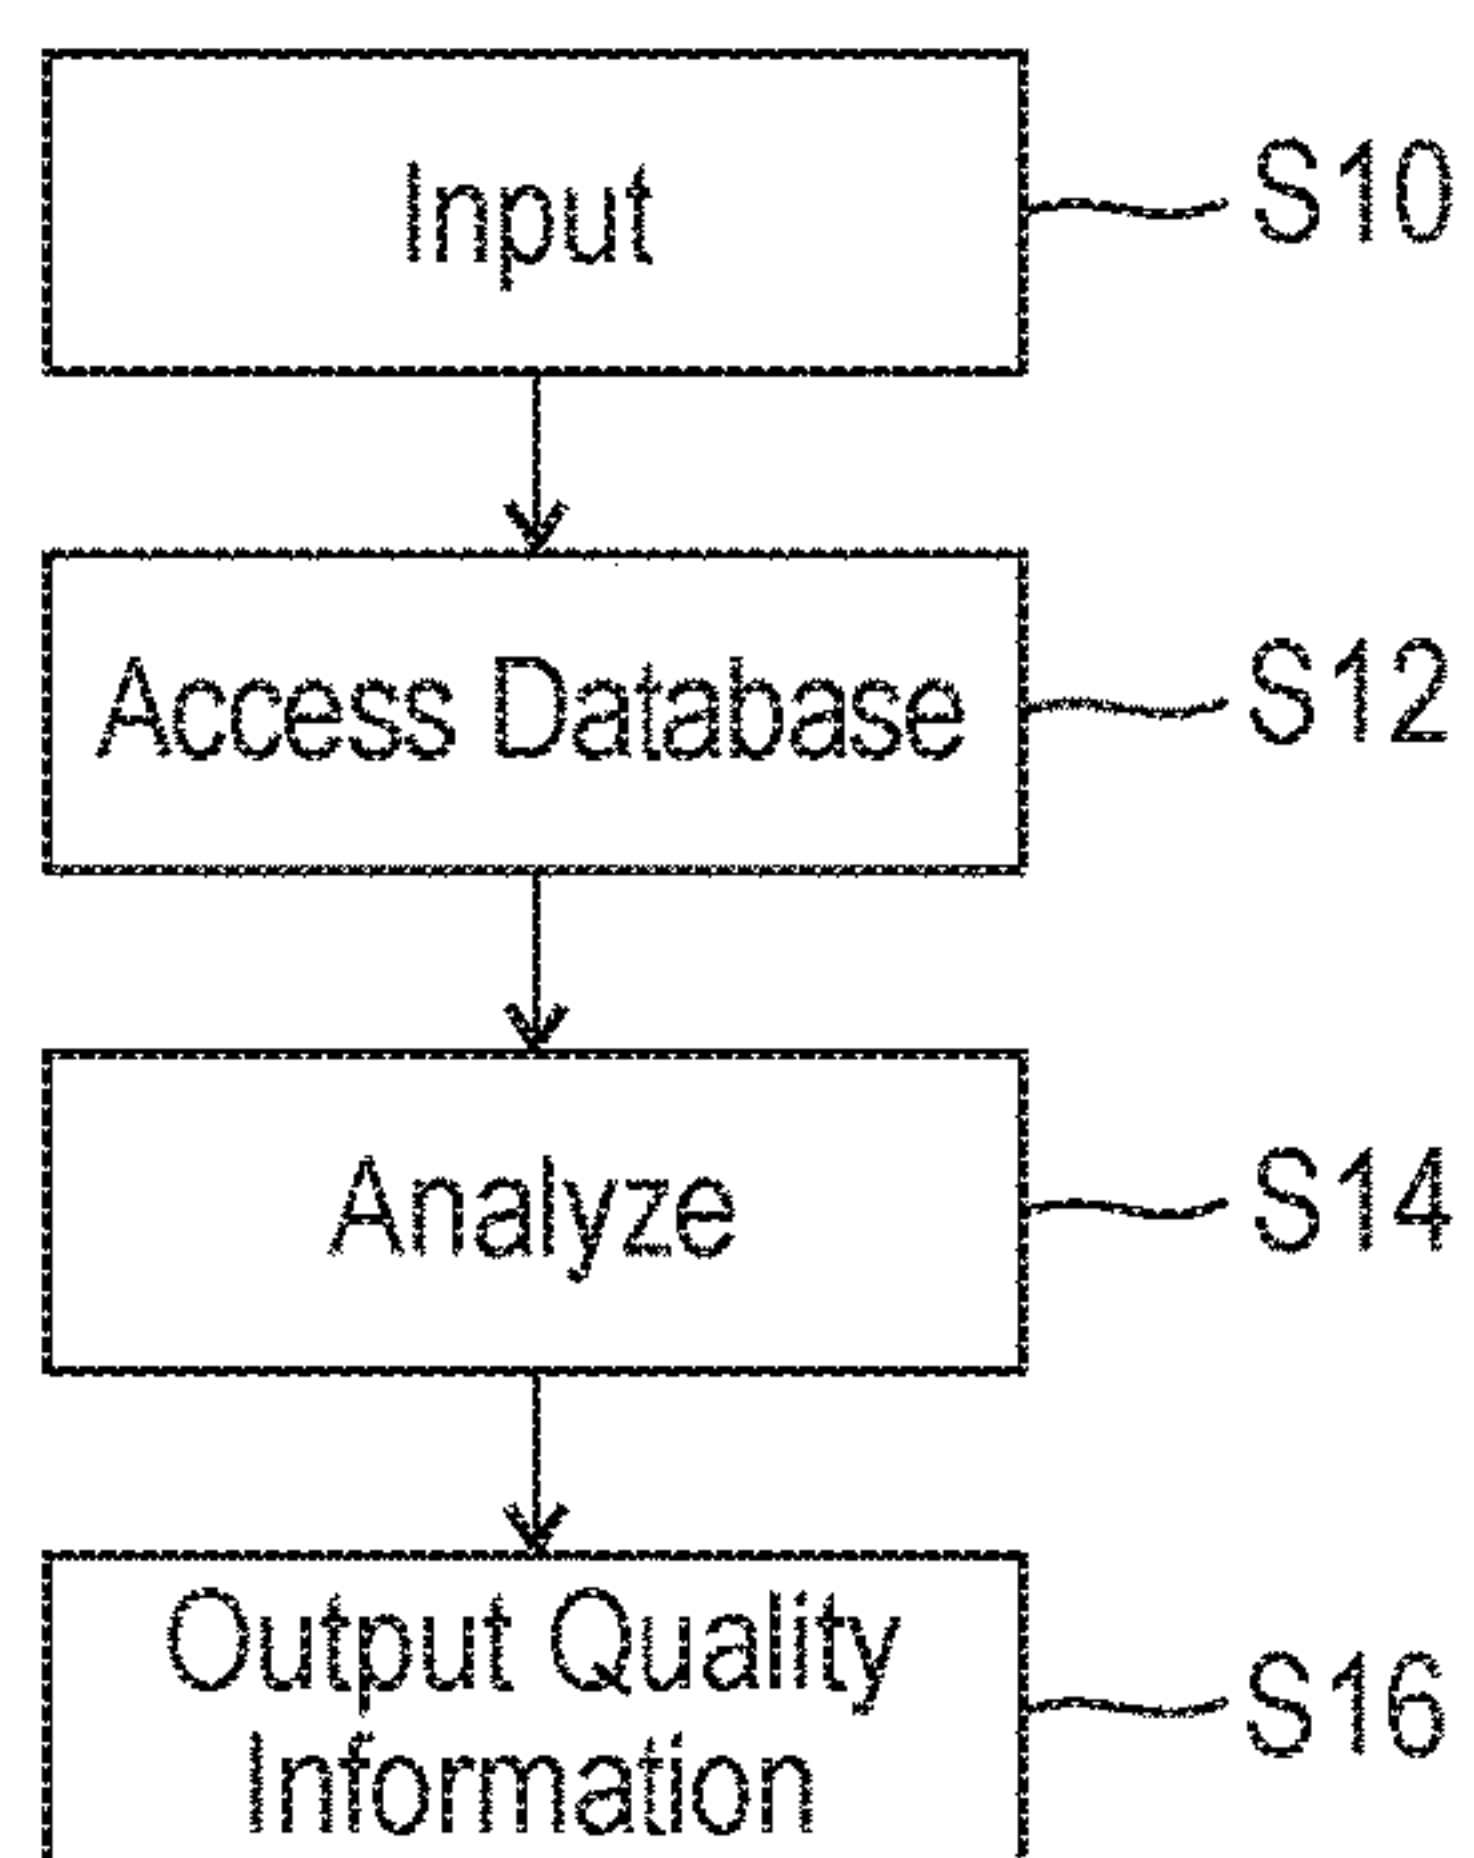 Input
S10
Access Database
S12
Analyze
S14
Output Quality
Information
S16